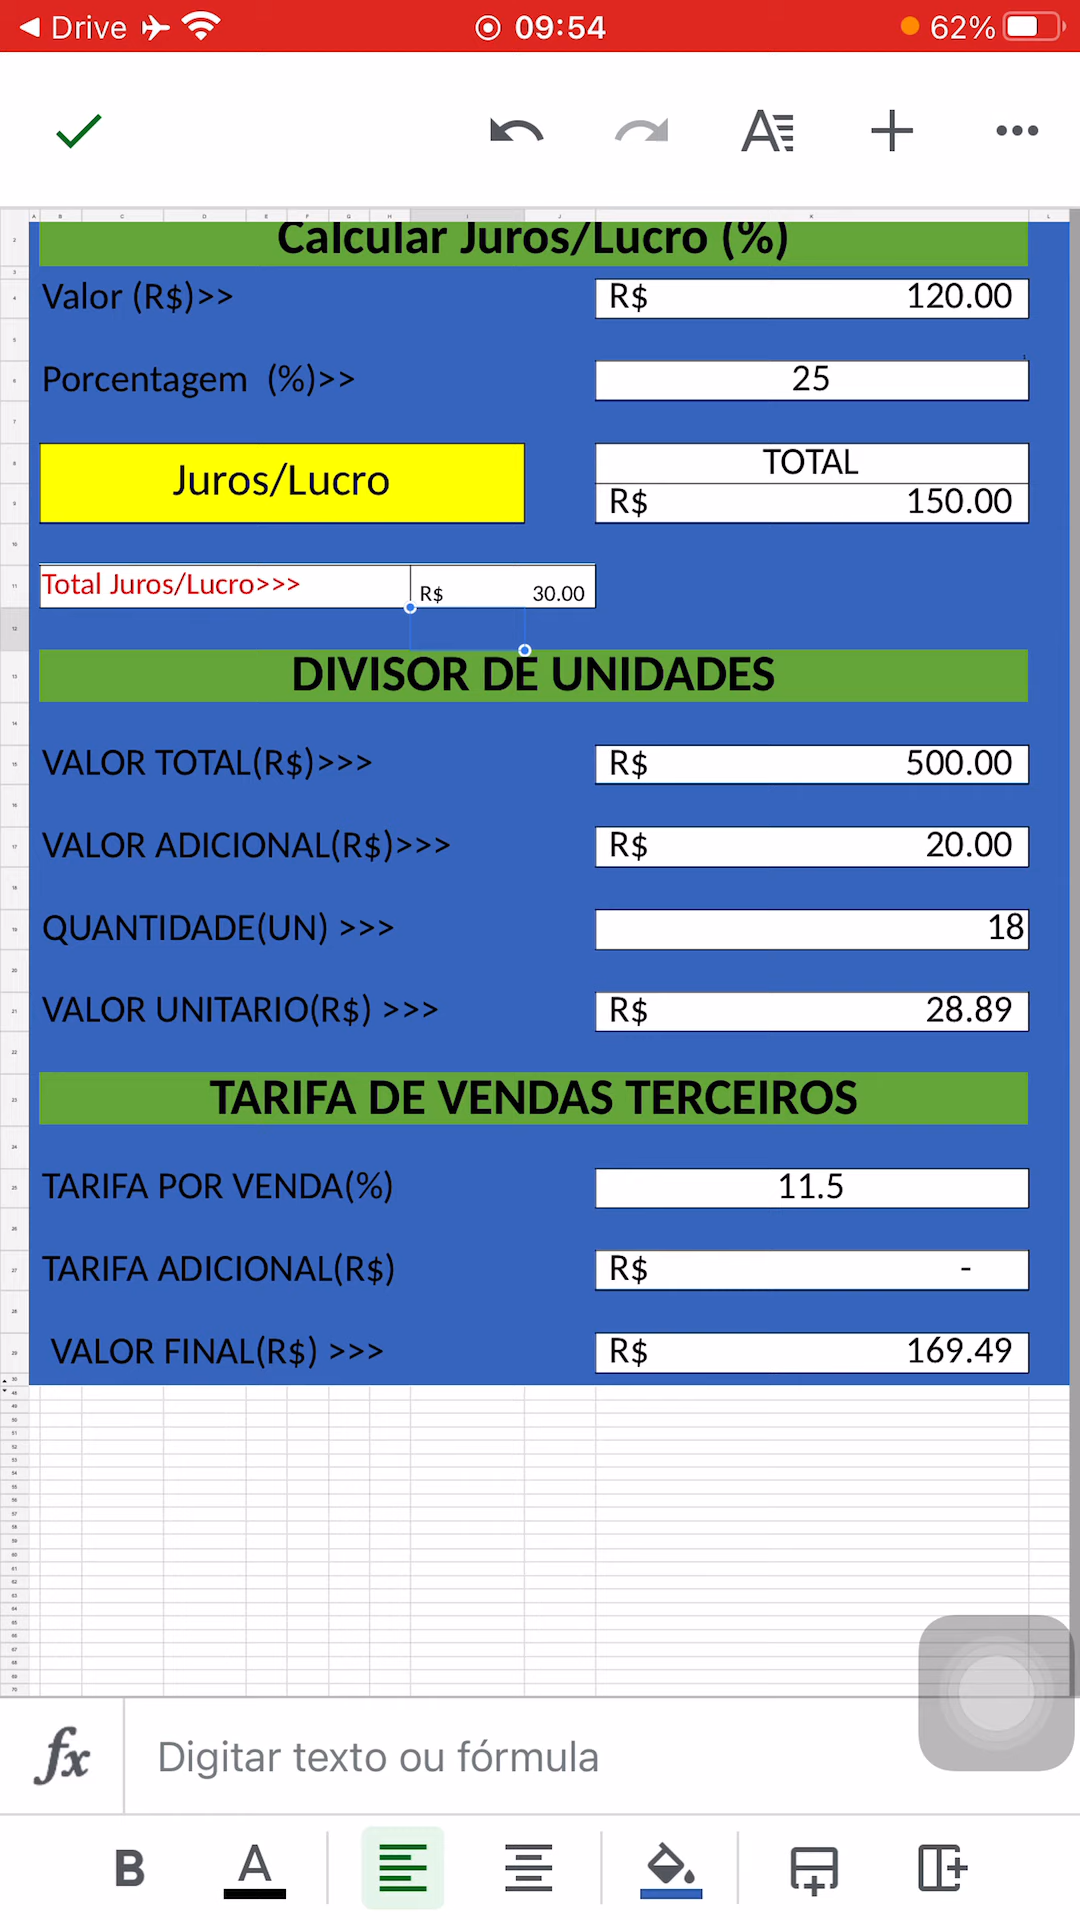 Drive 09:54 62%
Calcular Juros/Lucro (%)
Valor (R$)>> R$ 120.00
Porcentagem (%)>> 25
Juros/Lucro TOTAL
R$ 150.00
Total Juros/Lucro>>> R$ 30.00
DIVISOR DE UNIDADES
VALOR TOTAL(R$)>>> R$ 500.00
VALOR ADICIONAL(R$)>>> R$ 20.00
QUANTIDADE(UN) >>> 18
VALOR UNITARIO(R$) >>> R$ 28.89
TARIFA DE VENDAS TERCEIROS
TARIFA POR VENDA(%) 11.5
TARIFA ADICIONAL(R$) R$ -
VALOR FINAL(R$) >>> R$ 169.49
fx Digitar texto ou fórmula
B A